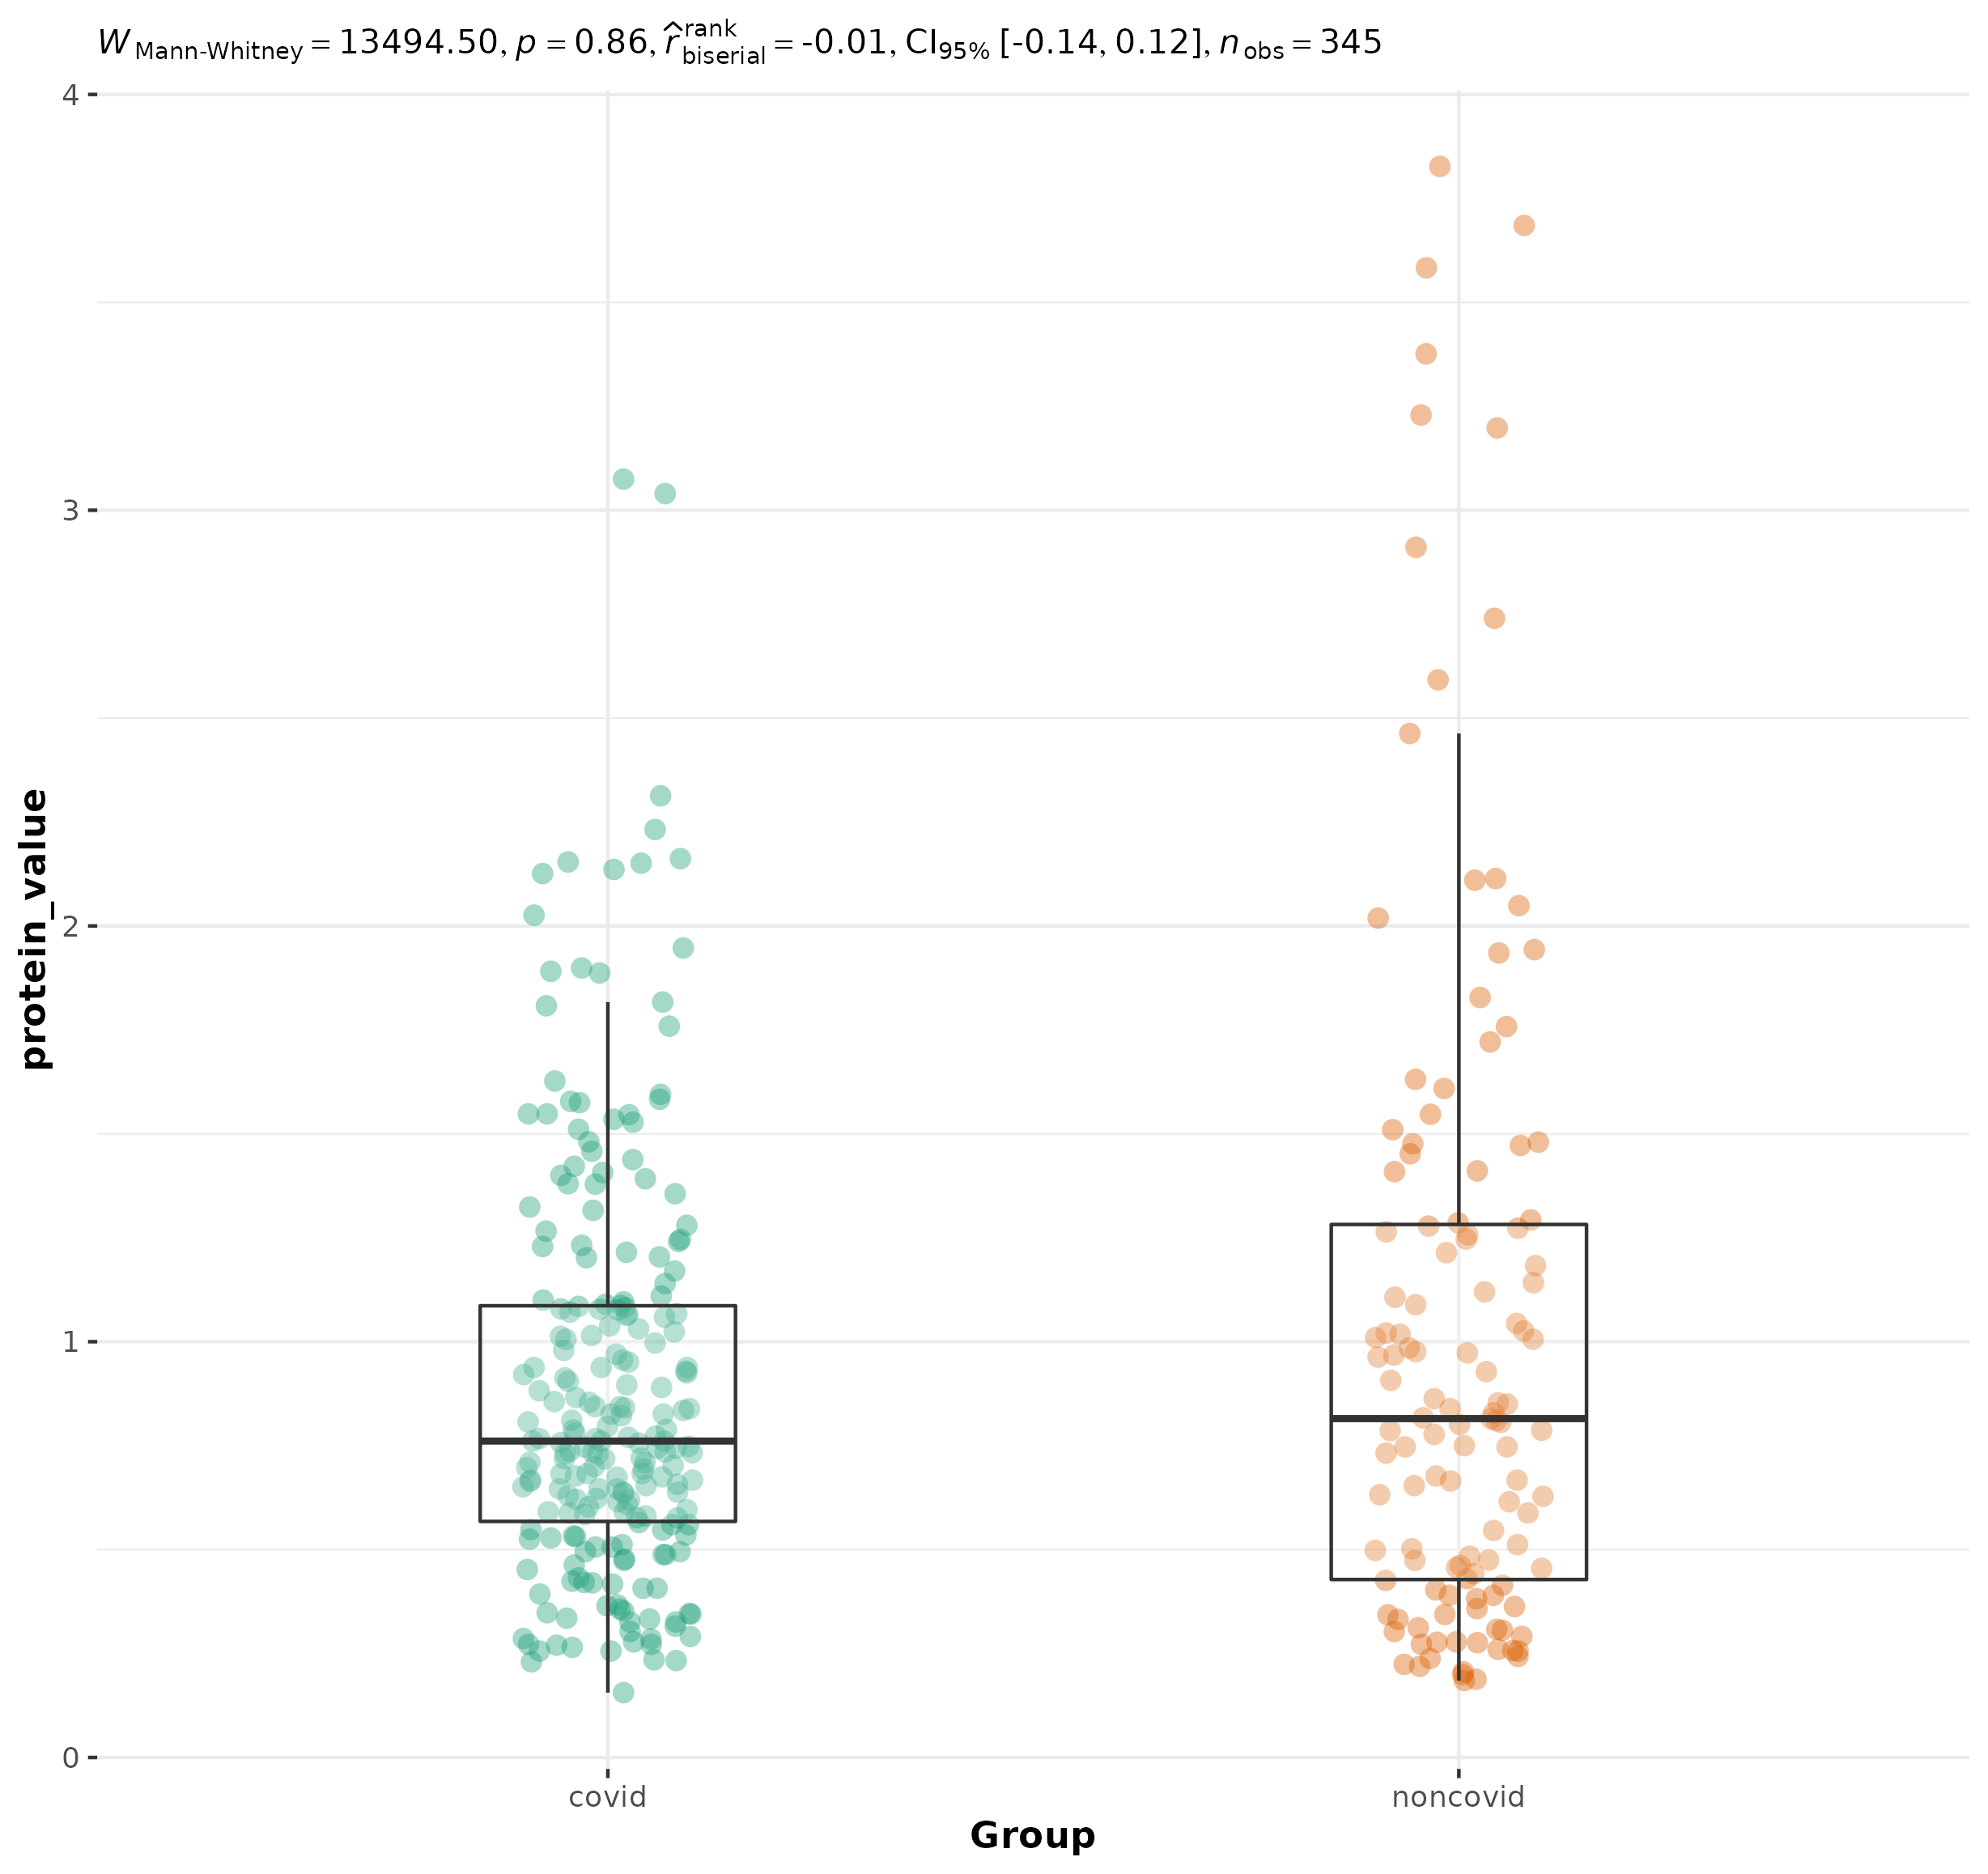 W Mann-Whitney = 13494.50, p = 0.86, r̂ rank biserial = -0.01, CI95% [-0.14, 0.12], n obs = 345
4
3
2
1
0
protein_value
covid noncovid
Group